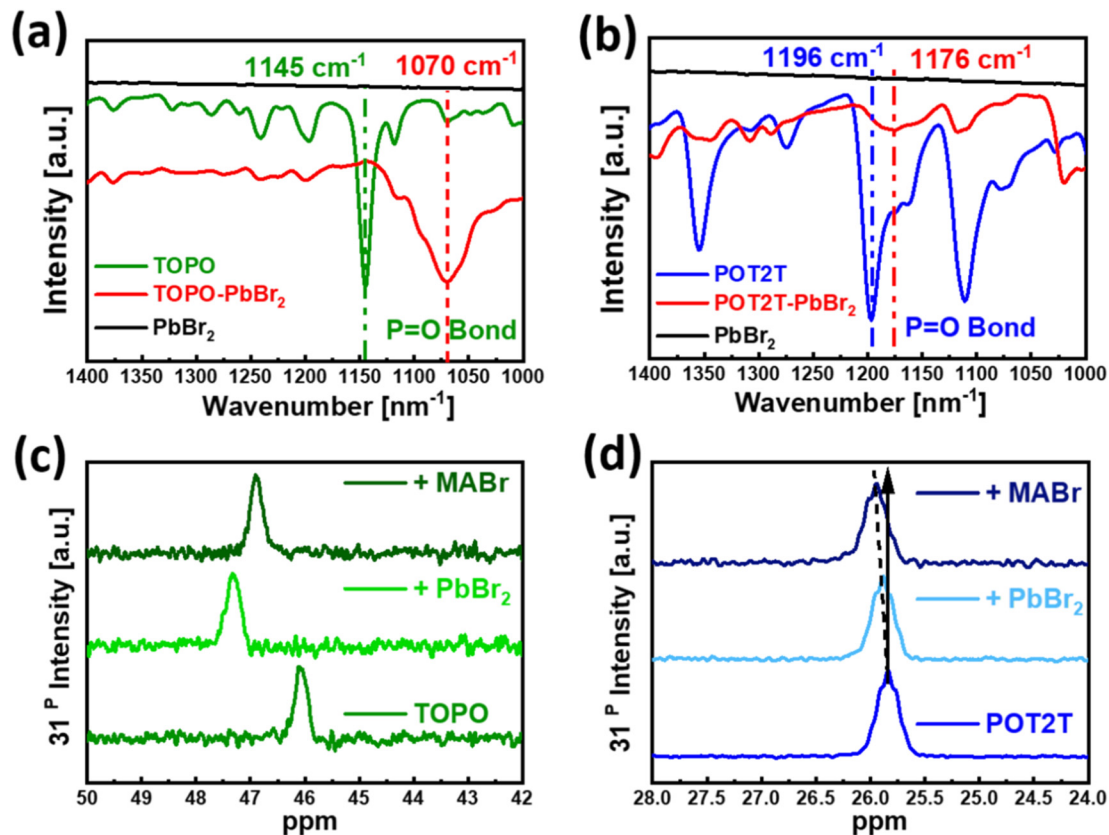 (a)
1145 cm⁻¹ 1070 cm⁻¹
Intensity [a.u.]
TOPO
TOPO-PbBr₂
PbBr₂
P=O Bond
1400 1350 1300 1250 1200 1150 1100 1050 1000
Wavenumber [nm⁻¹]
(b)
1196 cm⁻¹ 1176 cm⁻¹
Intensity [a.u.]
POT2T
POT2T-PbBr₂
PbBr₂
P=O Bond
1400 1350 1300 1250 1200 1150 1100 1050 1000
Wavenumber [nm⁻¹]
(c)
31 ᴾ Intensity [a.u.]
+ MABr
+ PbBr₂
TOPO
50 49 48 47 46 45 44 43 42
ppm
(d)
31 ᴾ Intensity [a.u.]
+ MABr
+ PbBr₂
POT2T
28.0 27.5 27.0 26.5 26.0 25.5 25.0 24.5 24.0
ppm